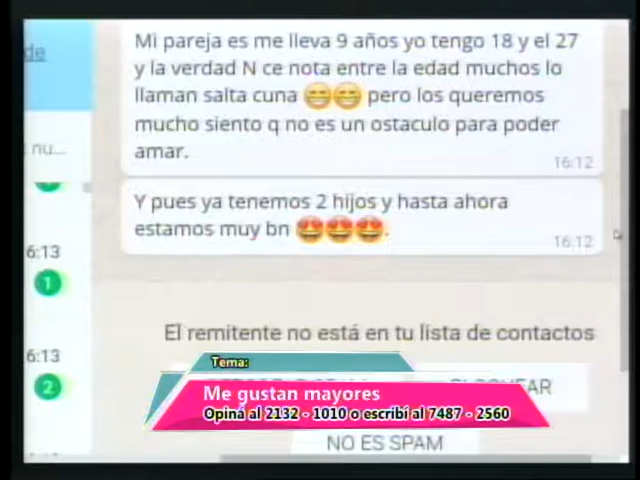 de
Mi pareja es me lleva 9 años yo tengo 18 y el 27
y la verdad N ce nota entre la edad muchos lo
llaman salta cuna 😁😁 pero los queremos
mucho siento q no es un ostaculo para poder
amar.
16:12
nu...
Y pues ya tenemos 2 hijos y hasta ahora
estamos muy bn 😍😍😍.
16:12
6:13
1
El remitente no está en tu lista de contactos
6:13
2
Tema:
Me gustan mayores
Opiná al 2132 - 1010 o escribí al 7487 - 2560
NO ES SPAM